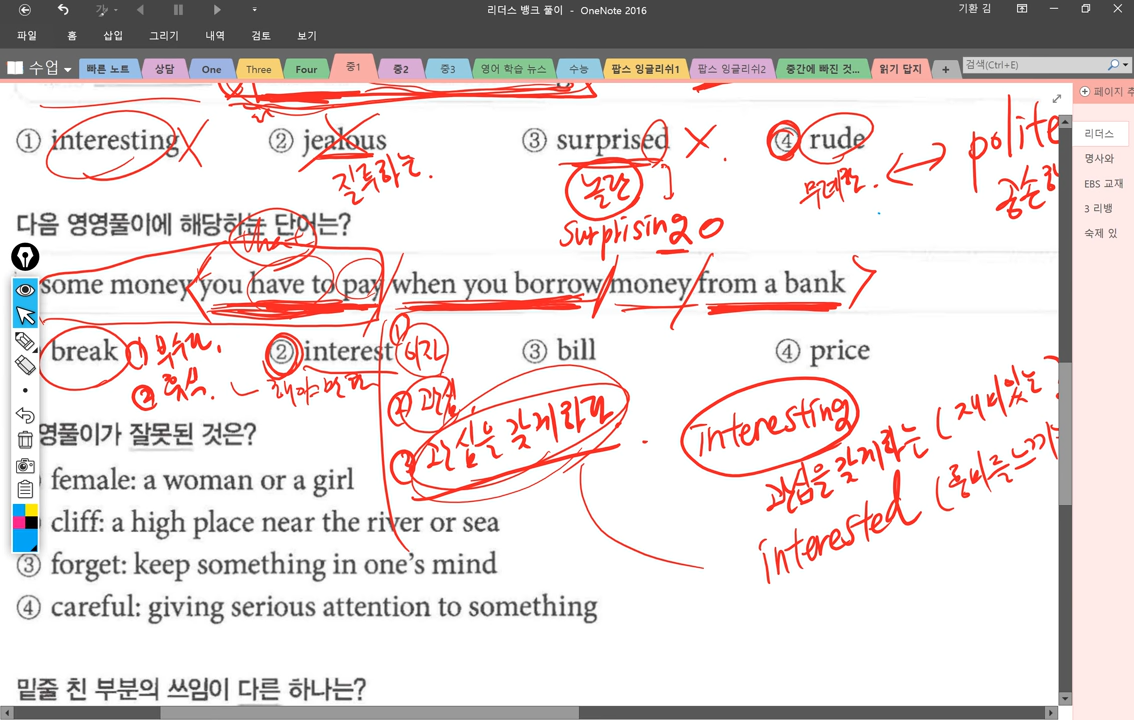 리더스 뱅크 풀이 - OneNote 2016
기환 김
파일 홈 삽입 그리기 내역 검토 보기
수업 빠른 노트 상담 One Three Four 중1 중2 중3 영어 학습 뉴스 수능 팝스 잉글리쉬1 팝스 잉글리쉬2 중간에 빠진 것... 읽기 답지 +
검색(Ctrl+E)
페이지 추
리더스
명사와
EBS 교재
3 리뱅
숙제 있
① interesting X ② jealous ③ surprised X. ④ rude ↔ polite
질투하는. 놀란 무례한.
surprising
다음 영영풀이에 해당하는 단어는?
that
some money you have to pay / when you borrow / money / from a bank
break ② interest ③ bill ④ price
① 부수다.
② 휴식.
해야만 한다
① 이자
② 관심
③ 관심을 갖게하다.
interesting
관심을 갖게하는 (재미있는
interested
영풀이가 잘못된 것은?
female: a woman or a girl
cliff: a high place near the river or sea
③ forget: keep something in one's mind
④ careful: giving serious attention to something
밑줄 친 부분의 쓰임이 다른 하나는?